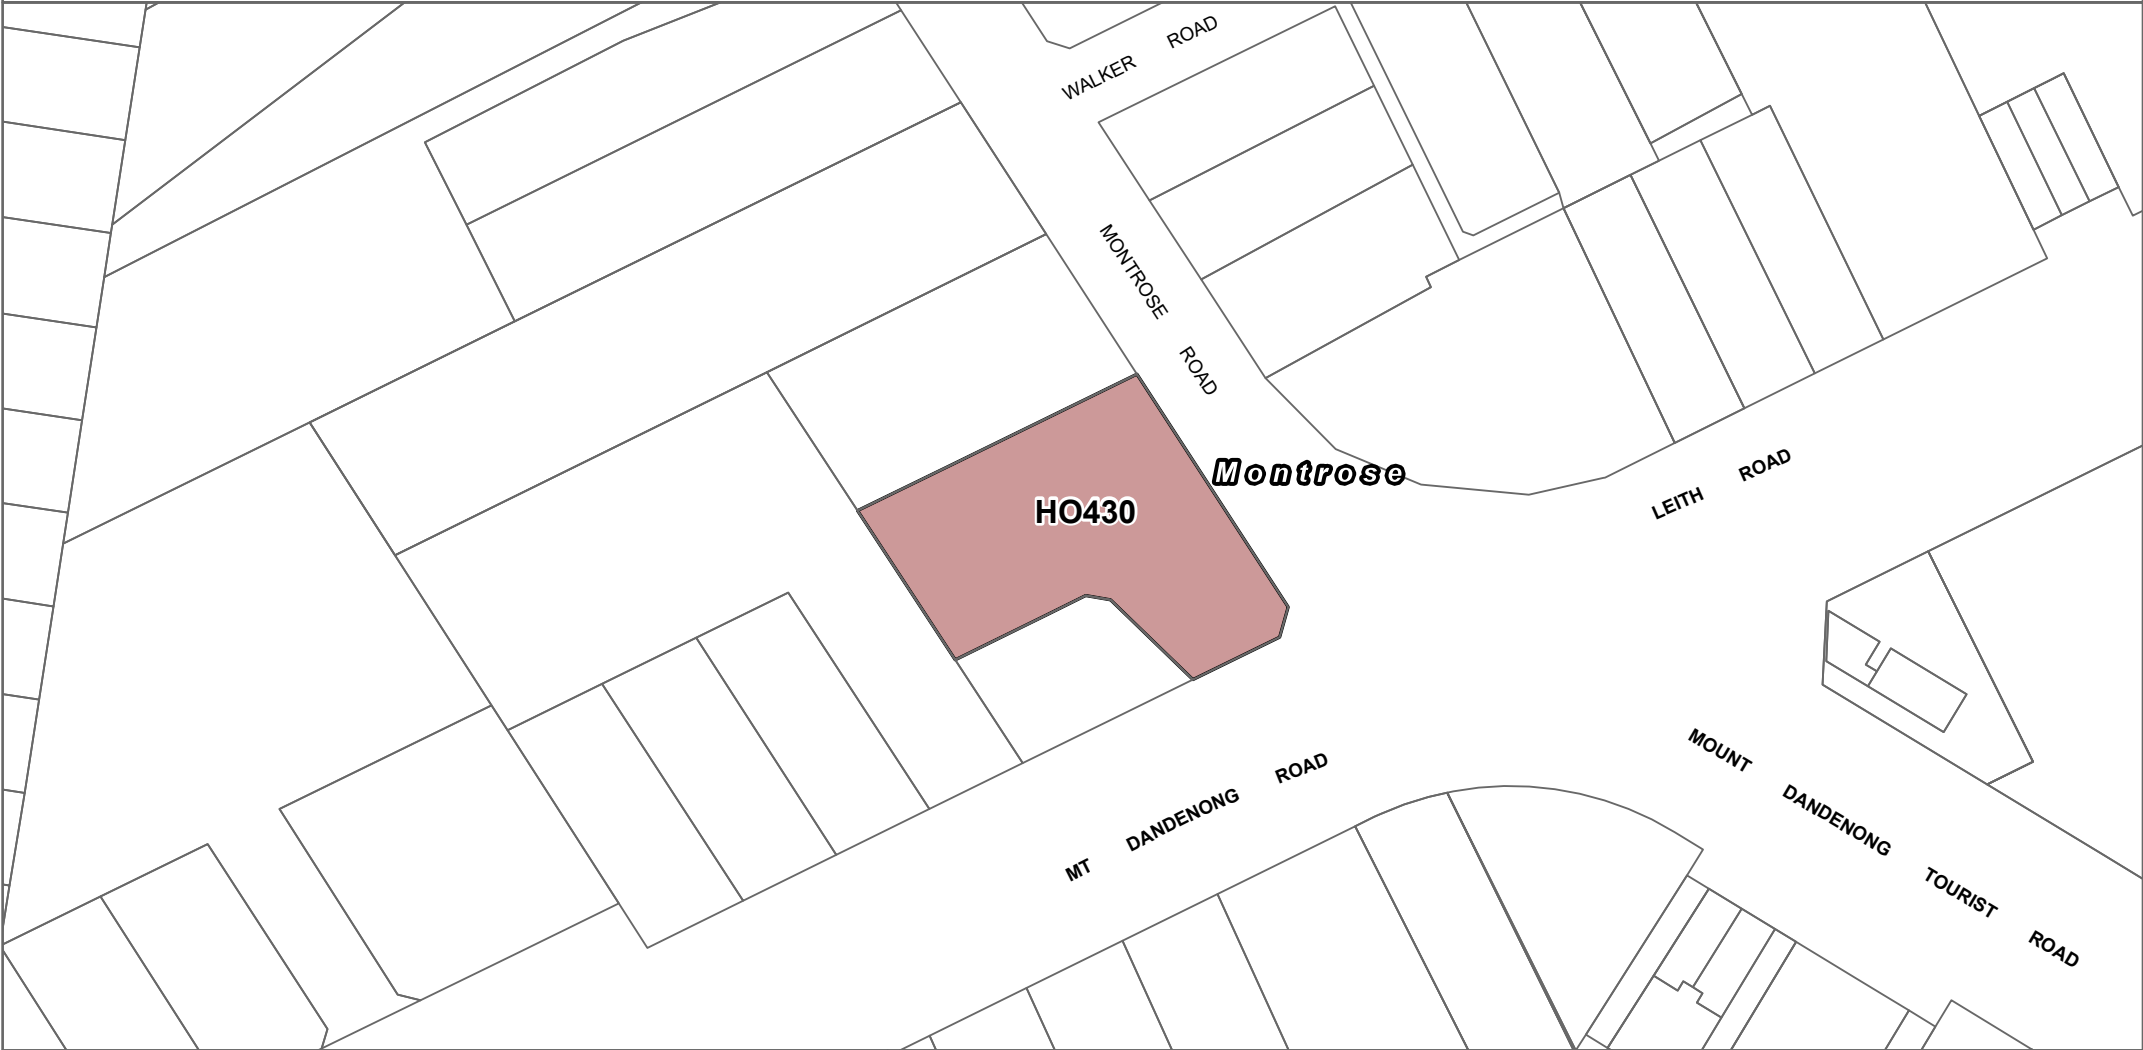 WALKER ROAD
MONTROSE ROAD
Montrose
HO430
LEITH ROAD
MT DANDENONG ROAD
MOUNT DANDENONG TOURIST ROAD